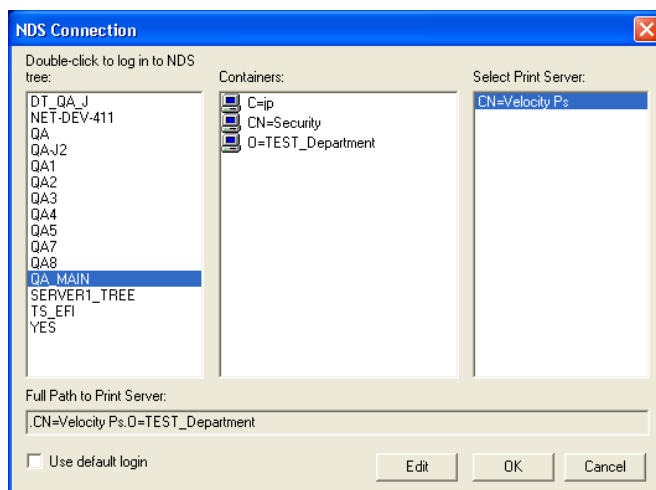 NDS Connection
Double-click to log in to NDS
tree:
DT_QA_J
NET-DEV-411
QA
QA-J2
QA1
QA2
QA3
QA4
QA5
QA7
QA8
QA_MAIN
SERVER1_TREE
TS_EFI
YES
Containers:
C=jp
CN=Security
O=TEST_Department
Select Print Server:
CN=Velocity Ps
Full Path to Print Server:
.CN=Velocity Ps.O=TEST_Department
Use default login
Edit
OK
Cancel